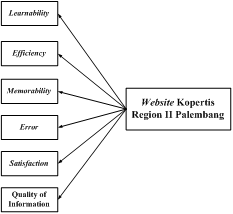 Learnability
Efficiency
Memorability
Error
Satisfaction
Quality of
Information
Website Kopertis
Region II Palembang